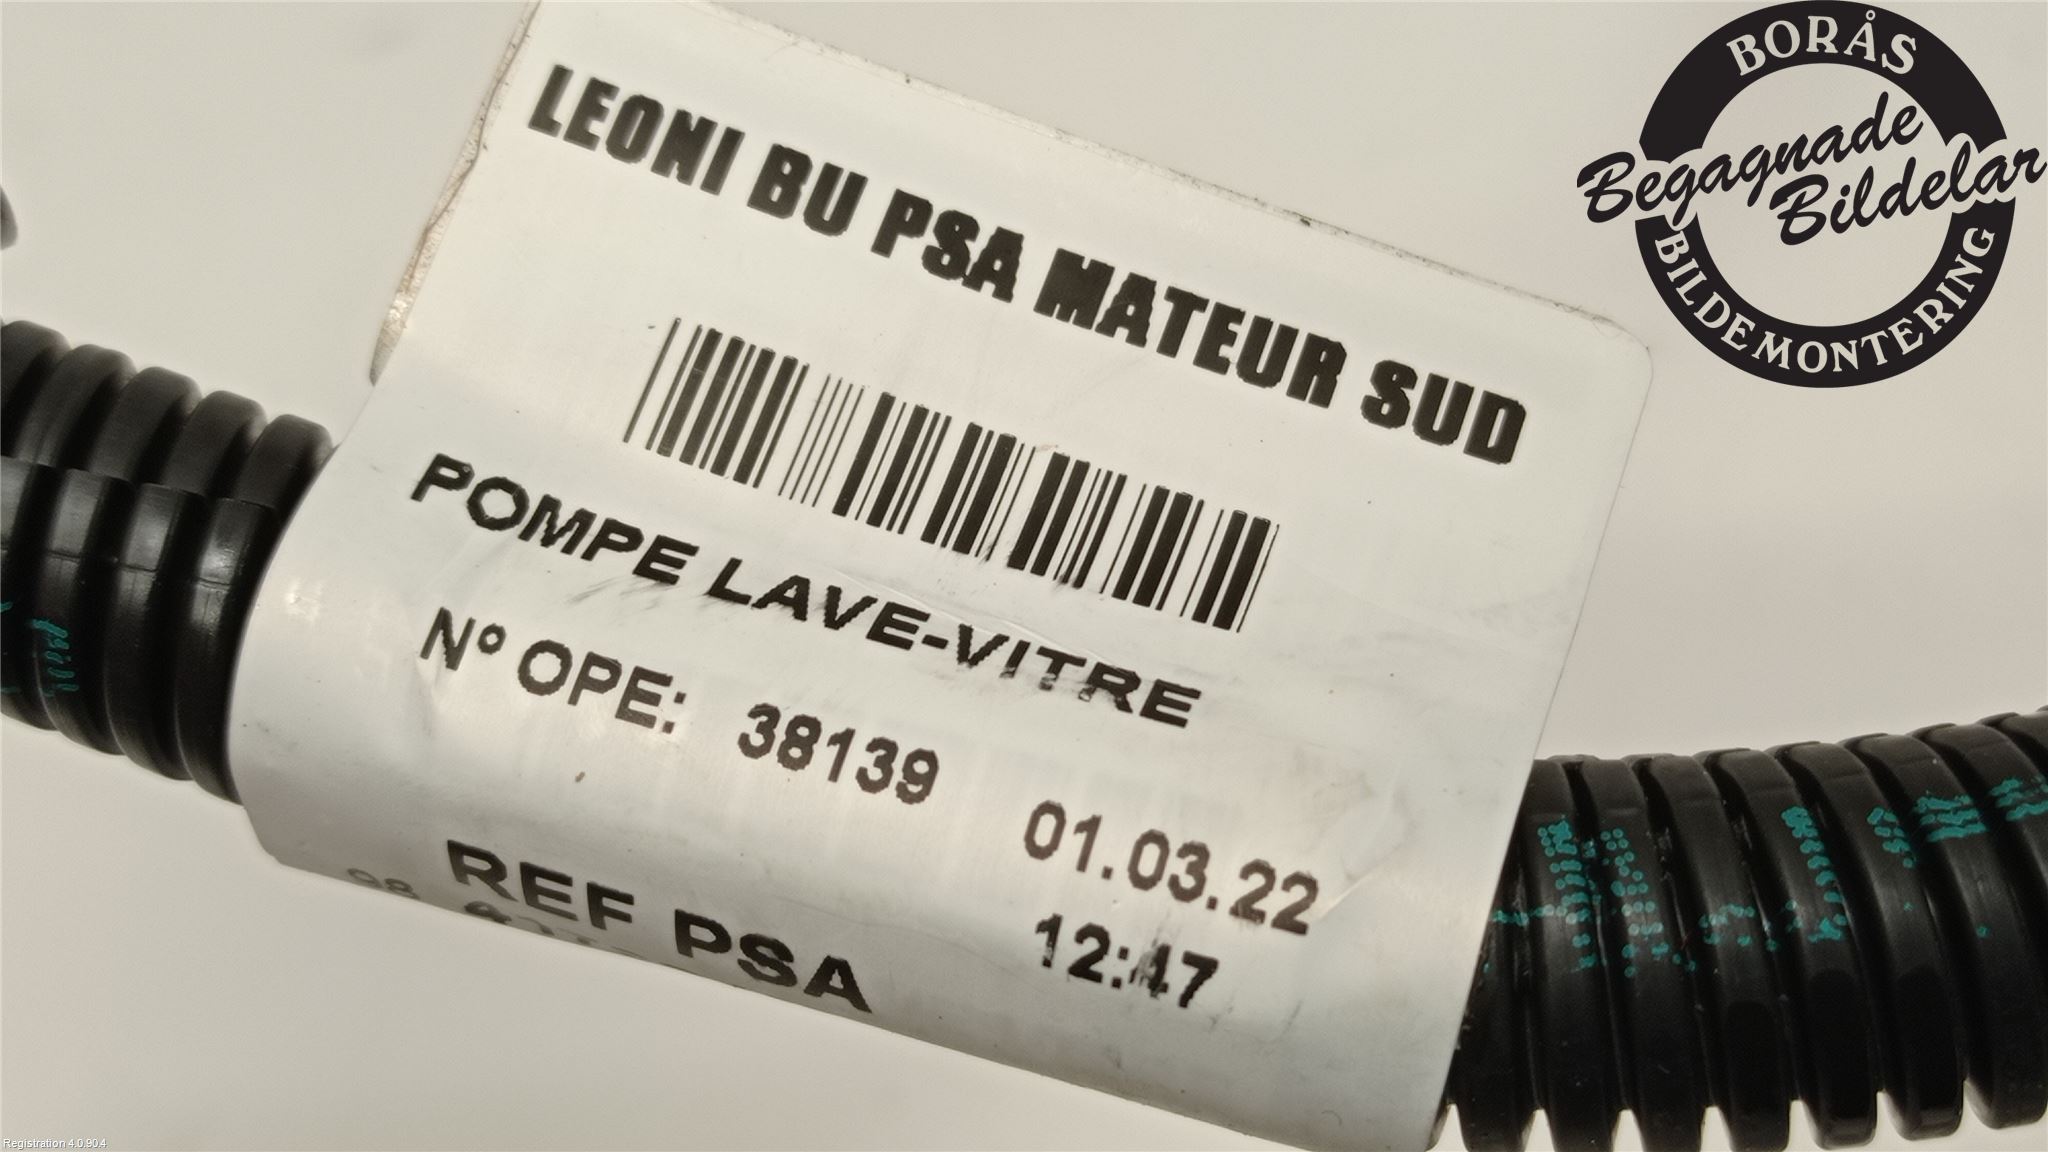 LEONI BU PSA MATEUR SUD
POMPE LAVE-VITRE
Nº OPE: 38139
01.03.22
12:47
REF PSA
BORÅS
Begagnade
Bildelar
BILDEMONTERING
Registration 4.0.90.4